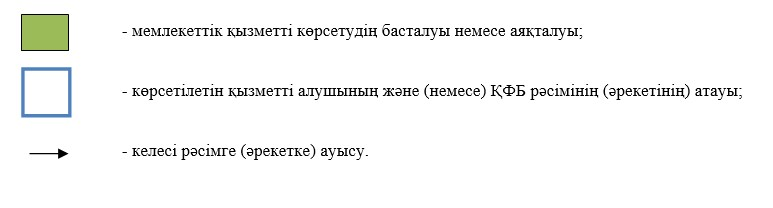 - мемлекеттік қызметті көрсетудің басталуы немесе аяқталуы;
- көрсетілетін қызметті алушының және (немесе) ҚФБ рәсімінің (әрекетінің) атауы;
- келесі рәсімге (әрекетке) ауысу.